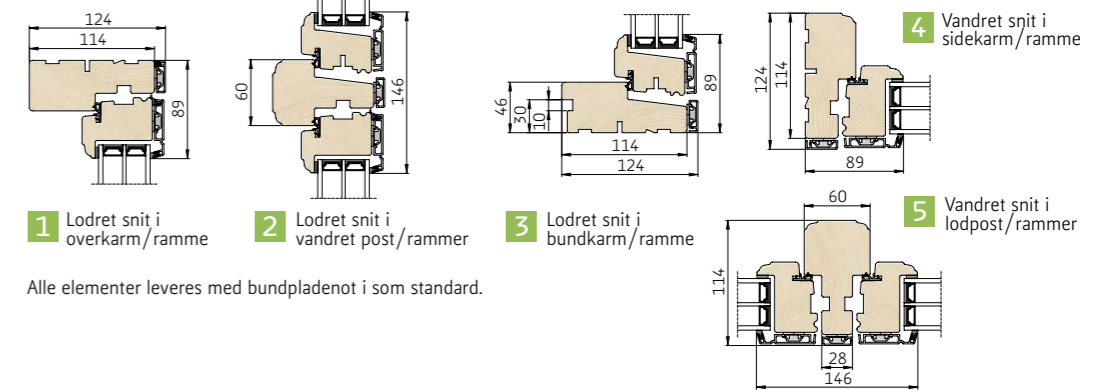 124
114
89
1 Lodret snit i
overkarm/ramme
60
146
2 Lodret snit i
vandret post/rammer
46
30
10
89
114
124
3 Lodret snit i
bundkarm/ramme
124
114
89
4 Vandret snit i
sidekarm/ramme
60
114
28
146
5 Vandret snit i
lodpost/rammer
Alle elementer leveres med bundpladenot i som standard.